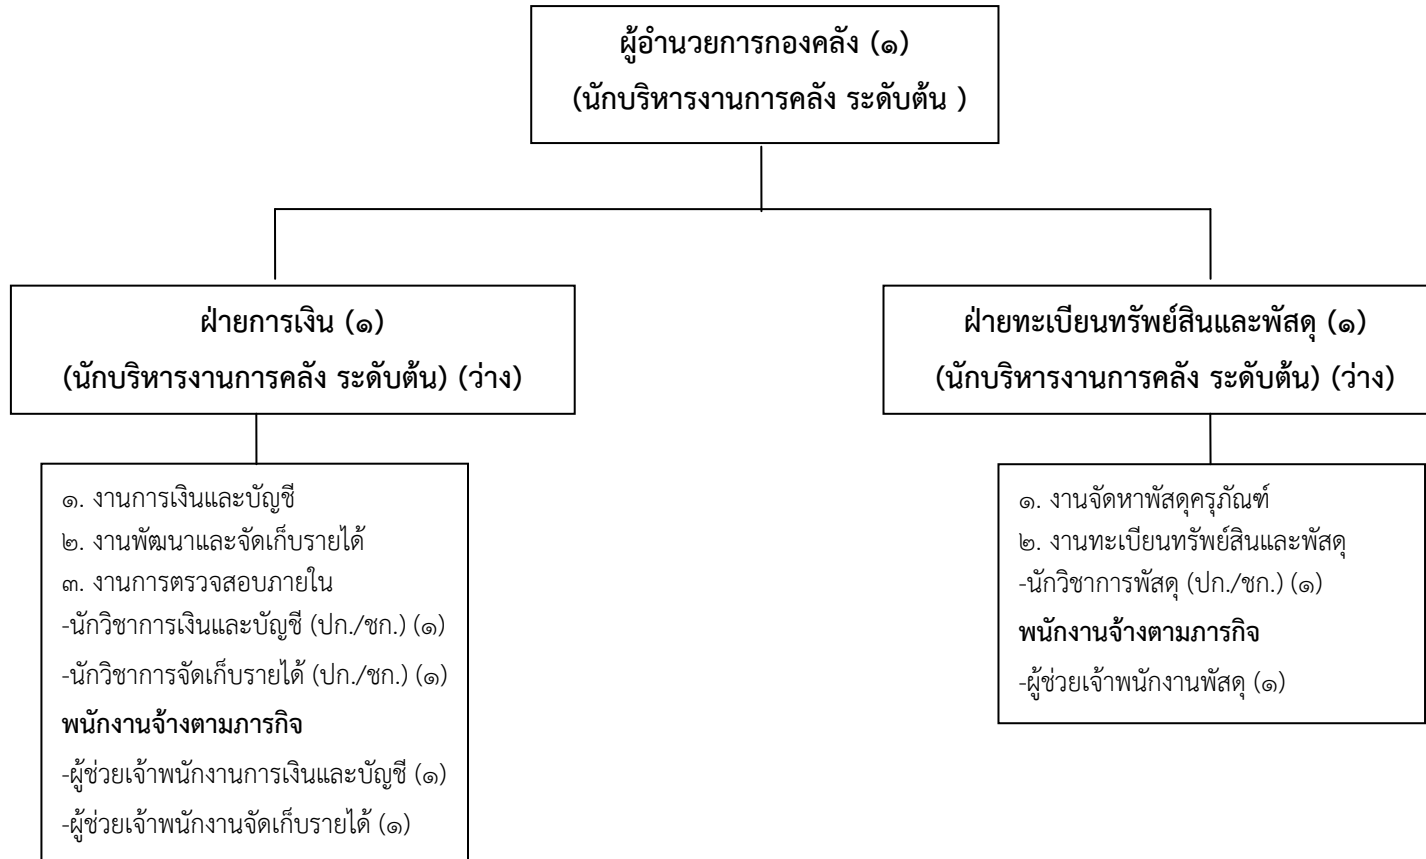 ผู้อำนวยการกองคลัง (๑)
(นักบริหารงานการคลัง ระดับต้น )
ฝ่ายการเงิน (๑)
(นักบริหารงานการคลัง ระดับต้น) (ว่าง)
๑. งานการเงินและบัญชี
๒. งานพัฒนาและจัดเก็บรายได้
๓. งานการตรวจสอบภายใน
-นักวิชาการเงินและบัญชี (ปก./ชก.) (๑)
-นักวิชาการจัดเก็บรายได้ (ปก./ชก.) (๑)
พนักงานจ้างตามภารกิจ
-ผู้ช่วยเจ้าพนักงานการเงินและบัญชี (๑)
-ผู้ช่วยเจ้าพนักงานจัดเก็บรายได้ (๑)
ฝ่ายทะเบียนทรัพย์สินและพัสดุ (๑)
(นักบริหารงานการคลัง ระดับต้น) (ว่าง)
๑. งานจัดหาพัสดุครุภัณฑ์
๒. งานทะเบียนทรัพย์สินและพัสดุ
-นักวิชาการพัสดุ (ปก./ชก.) (๑)
พนักงานจ้างตามภารกิจ
-ผู้ช่วยเจ้าพนักงานพัสดุ (๑)